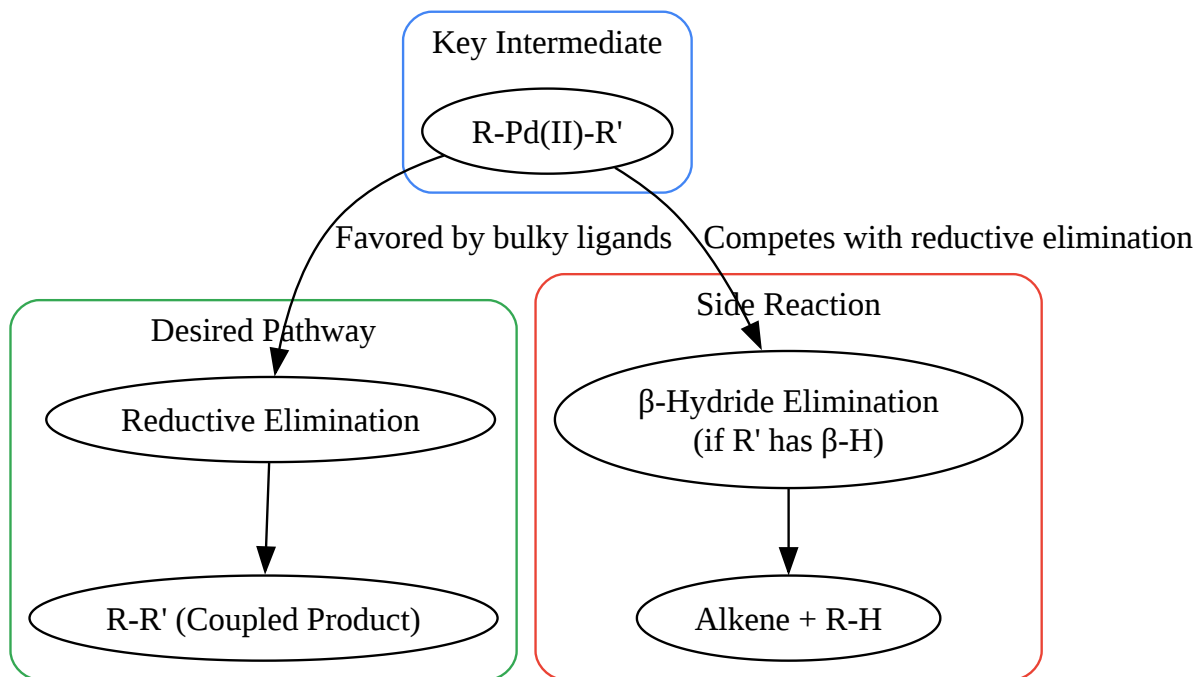 Key Intermediate
R-Pd(II)-R'
Favored by bulky ligands
Competes with reductive elimination
Desired Pathway
Reductive Elimination
R-R' (Coupled Product)
Side Reaction
β-Hydride Elimination
(if R' has β-H)
Alkene + R-H